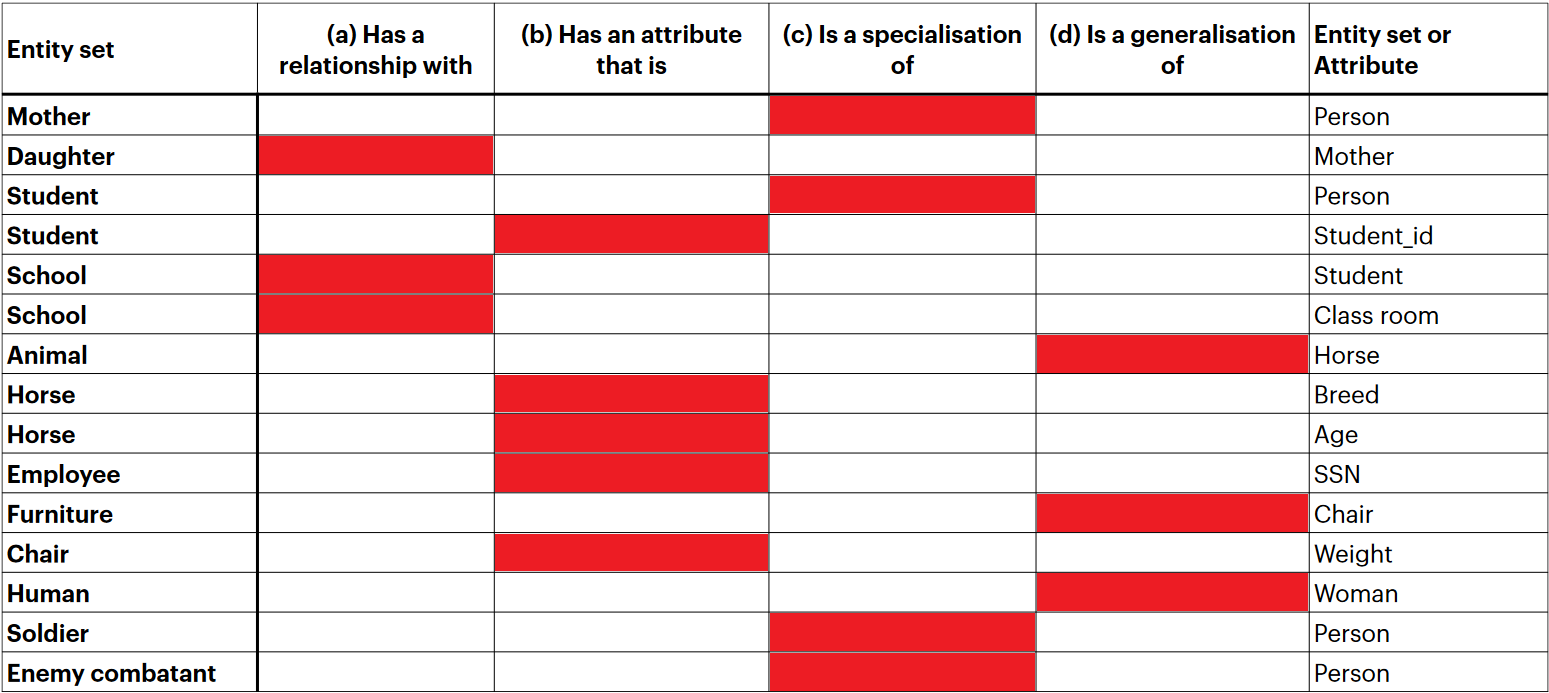 Entity set
(a) Has a
relationship with
(b) Has an attribute
that is
(c) Is a specialisation
of
(d) Is a generalisation
of
Entity set or
Attribute
Mother Person
Daughter Mother
Student Person
Student Student_id
School Student
School Class room
Animal Horse
Horse Breed
Horse Age
Employee SSN
Furniture Chair
Chair Weight
Human Woman
Soldier Person
Enemy combatant Person